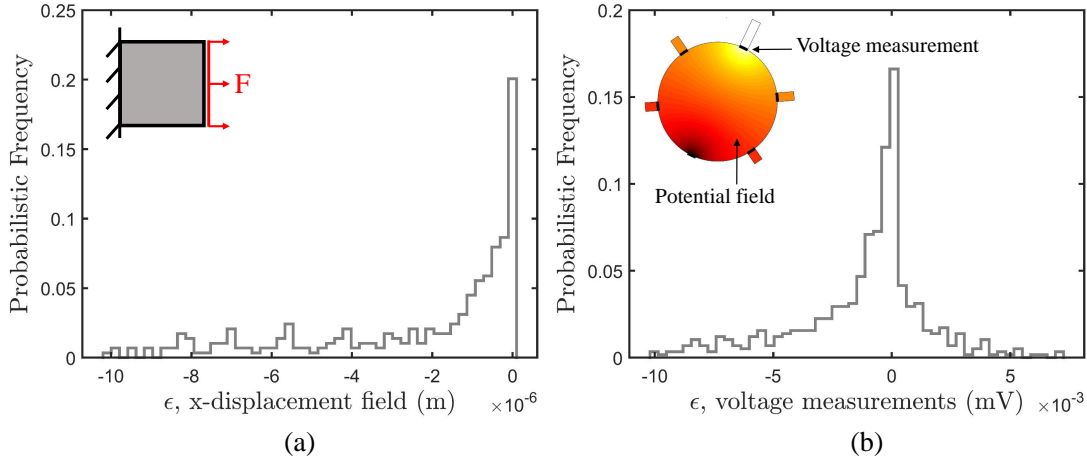 Probabilistic Frequency
0.25
0.20
0.15
0.1
0.05
0
F
-10
-8
-6
-4
-2
0
ϵ, x-displacement field (m)
×10⁻⁶
(a)
Probabilistic Frequency
0.2
0.15
0.1
0.05
0
Voltage measurement
Potential field
-10
-5
0
5
ϵ, voltage measurements (mV)
×10⁻³
(b)